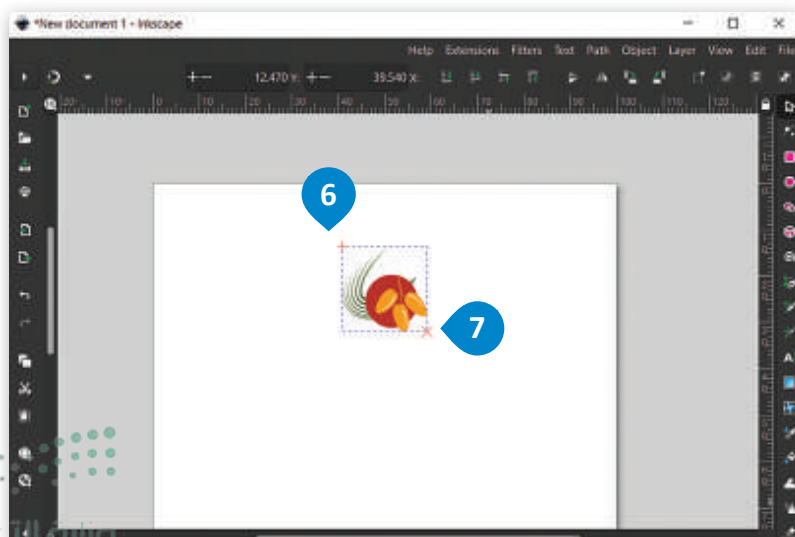 *New document 1 - Inkscape
Help Extensions Filters Text Path Object Layer View Edit File
12.470 Y: 39.540 X:
6
7